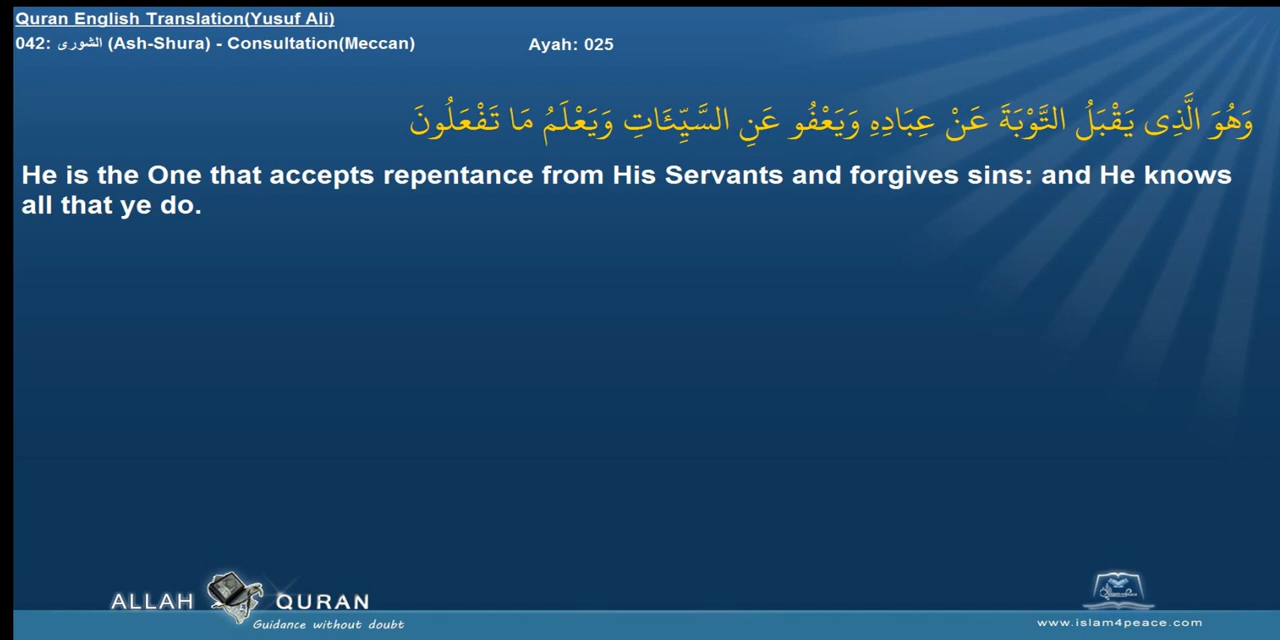 Quran English Translation(Yusuf Ali)
042: الشورى (Ash-Shura) - Consultation(Meccan) Ayah: 025
وَهُوَ الَّذِى يَقْبَلُ التَّوْبَةَ عَنْ عِبَادِهِ وَيَعْفُو عَنِ السَّيِّئَاتِ وَيَعْلَمُ مَا تَفْعَلُونَ
He is the One that accepts repentance from His Servants and forgives sins: and He knows
all that ye do.
ALLAH QURAN
Guidance without doubt
www.islam4peace.com